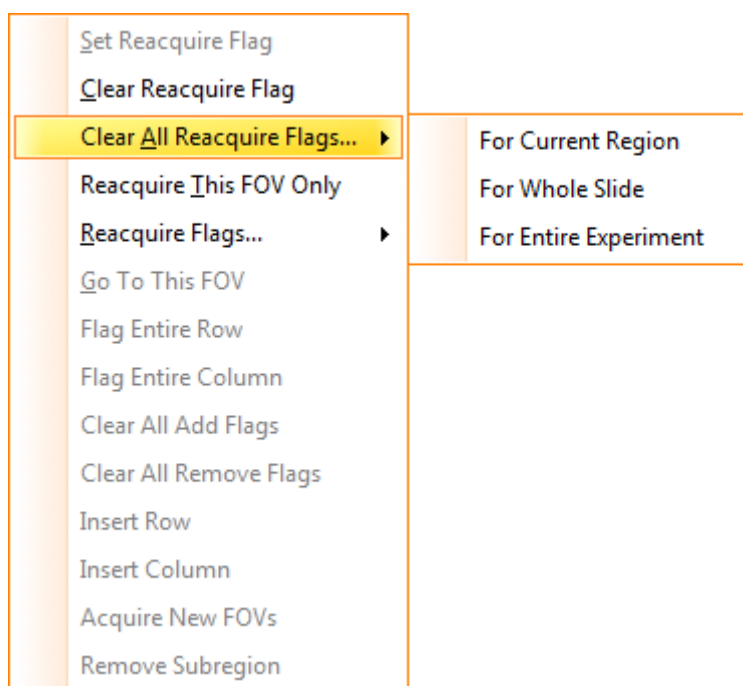 Set Reacquire Flag
Clear Reacquire Flag
Clear All Reacquire Flags...
For Current Region
Reacquire This FOV Only
For Whole Slide
Reacquire Flags...
For Entire Experiment
Go To This FOV
Flag Entire Row
Flag Entire Column
Clear All Add Flags
Clear All Remove Flags
Insert Row
Insert Column
Acquire New FOVs
Remove Subregion